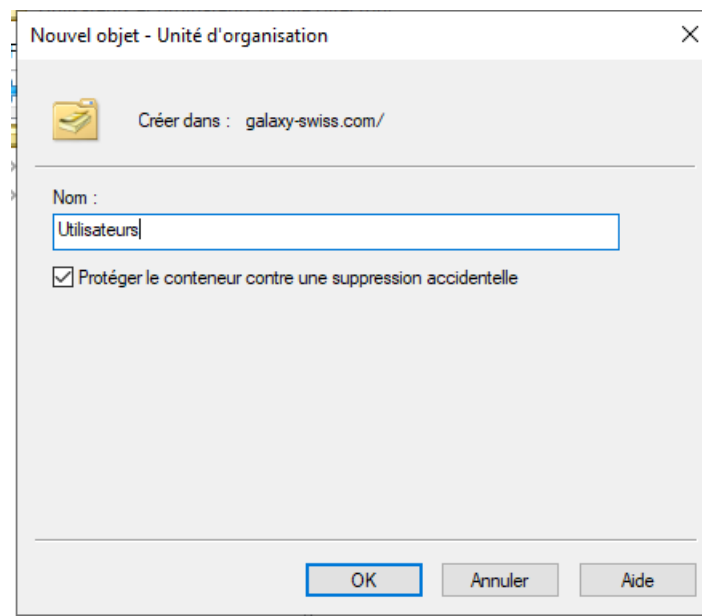 Nouvel objet - Unité d'organisation
Créer dans : galaxy-swiss.com/
Nom :
Utilisateurs
Protéger le conteneur contre une suppression accidentelle
OK Annuler Aide